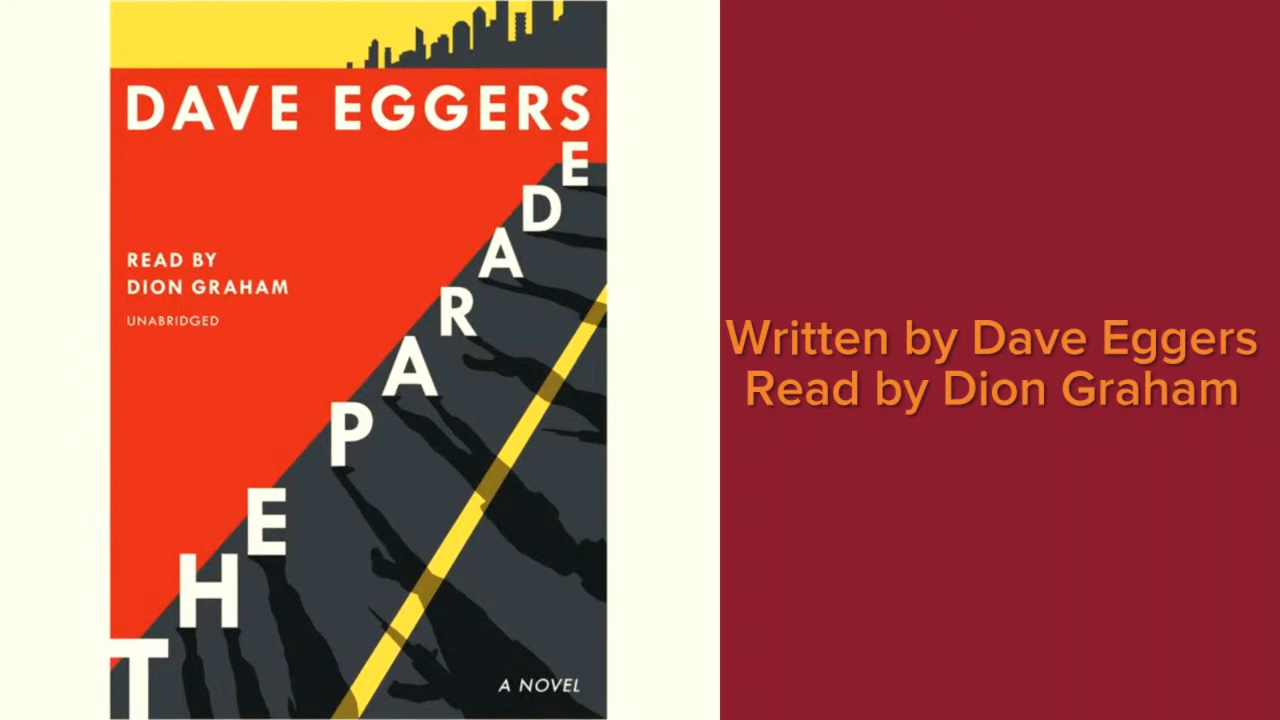 DAVE EGGERS
THE PARADE
READ BY
DION GRAHAM
UNABRIDGED
A NOVEL
Written by Dave Eggers
Read by Dion Graham